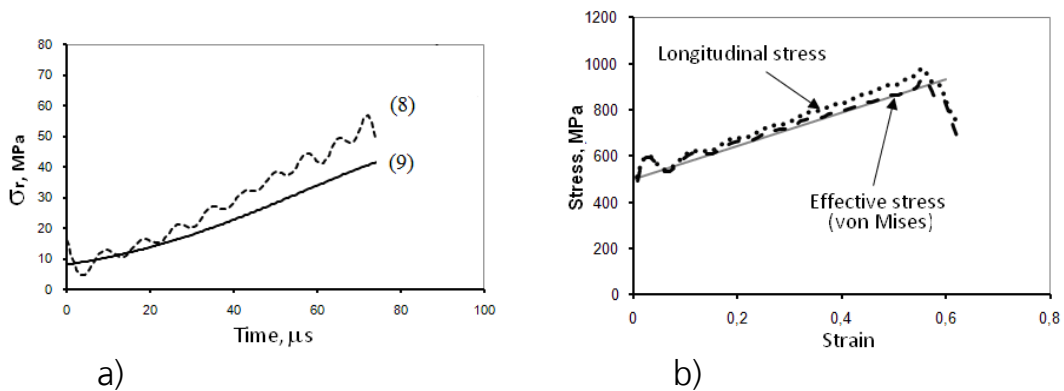 80
70
60
50
40
30
20
10
0
σr, MPa
(8)
(9)
0 20 40 60 80 100
Time, μs
a)
1200
1000
800
600
400
200
0
Stress, MPa
Longitudinal stress
Effective stress
(von Mises)
0 0,2 0,4 0,6 0,8
Strain
b)